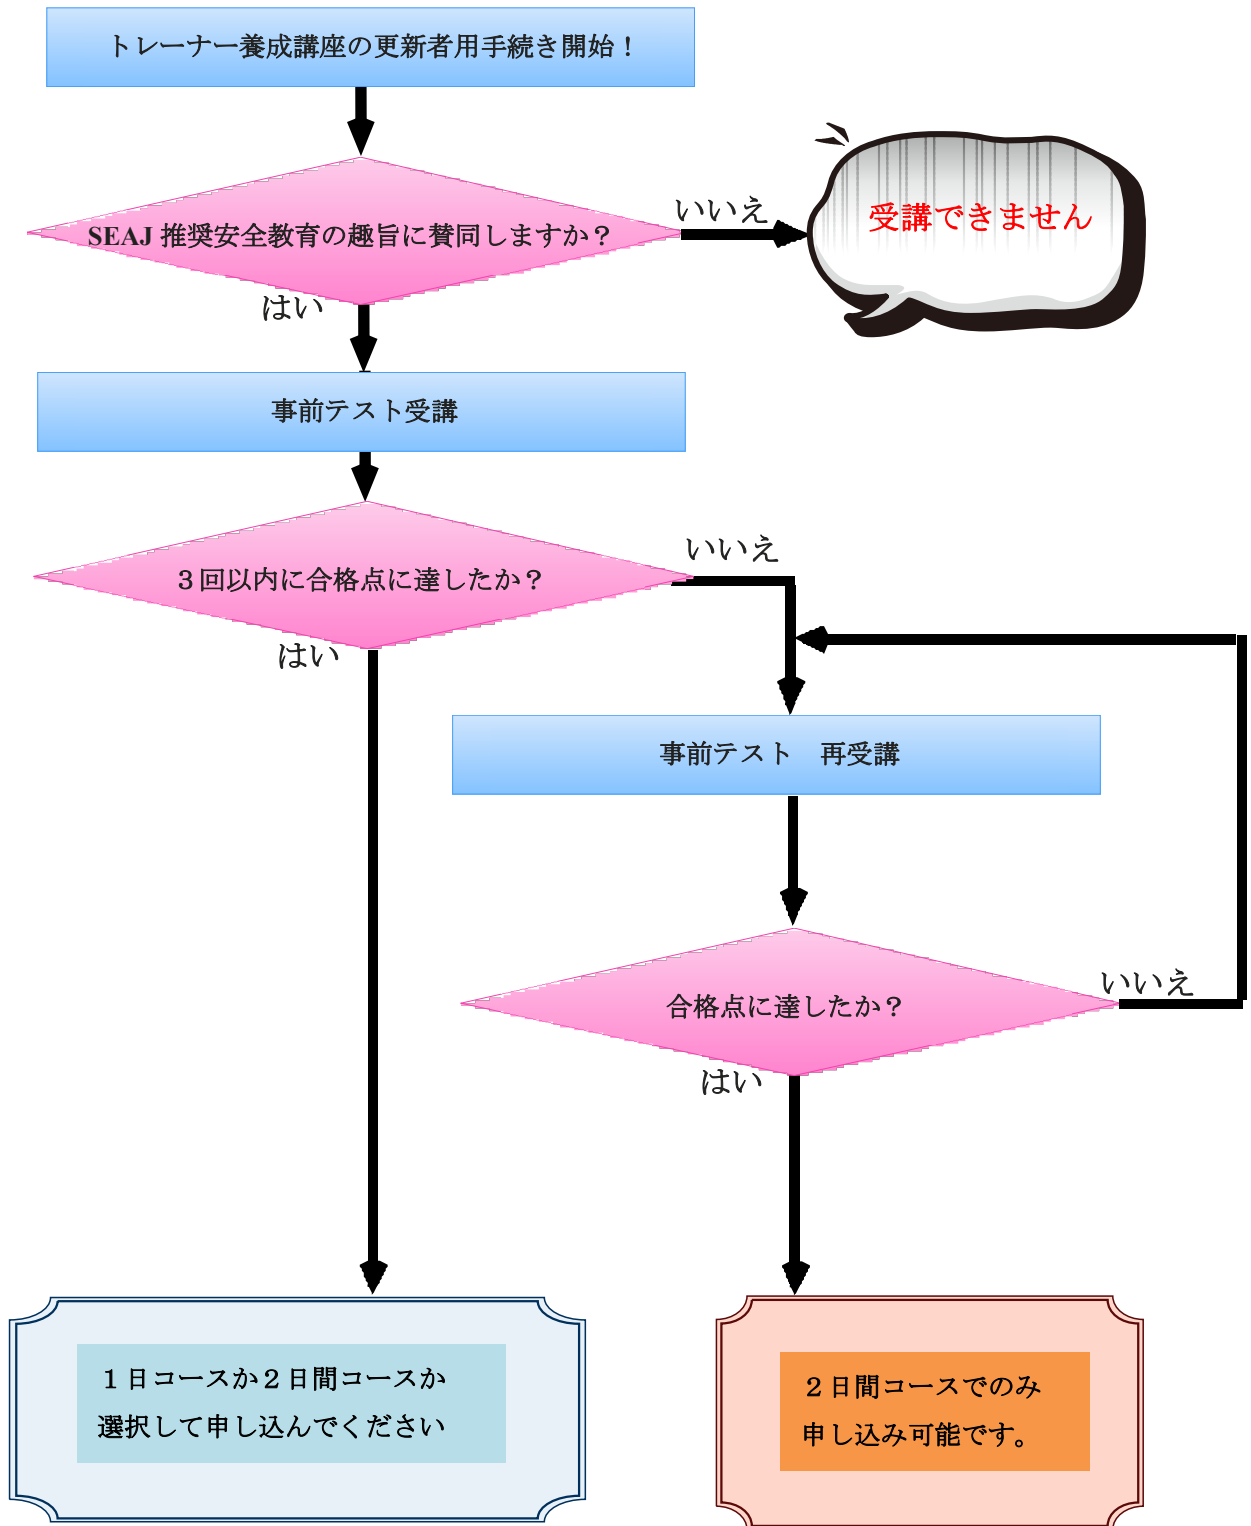 トレーナー養成講座の更新者用手続き開始！
SEAJ 推奨安全教育の趣旨に賛同しますか？
いいえ
受講できません
はい
事前テスト受講
３回以内に合格点に達したか？
いいえ
はい
事前テスト　再受講
合格点に達したか？
いいえ
はい
１日コースか２日間コースか
選択して申し込んでください
２日間コースでのみ
申し込み可能です。